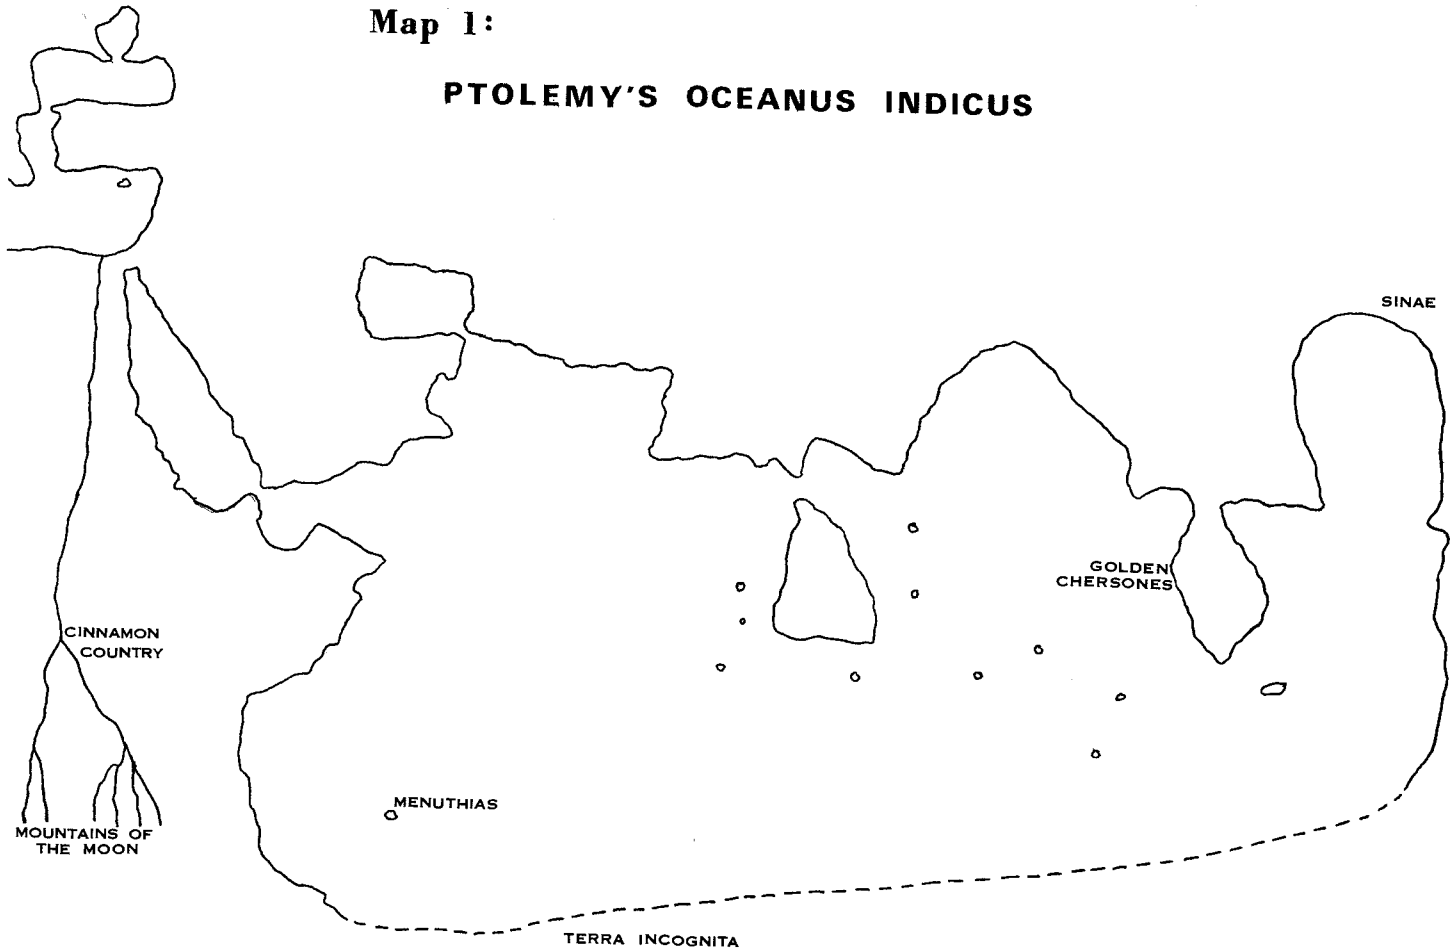 Map 1:
PTOLEMY'S OCEANUS INDICUS
SINAE
GOLDEN
CHERSONES
CINNAMON
COUNTRY
MENUTHIAS
MOUNTAINS OF
THE MOON
TERRA INCOGNITA